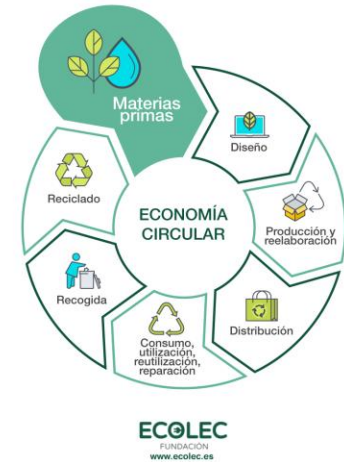 Materias
primas
Diseño
Producción y
reelaboración
Distribución
Consumo,
utilización,
reutilización,
reparación
Recogida
Reciclado
ECONOMÍA
CIRCULAR
ECOLEC
FUNDACIÓN
www.ecolec.es